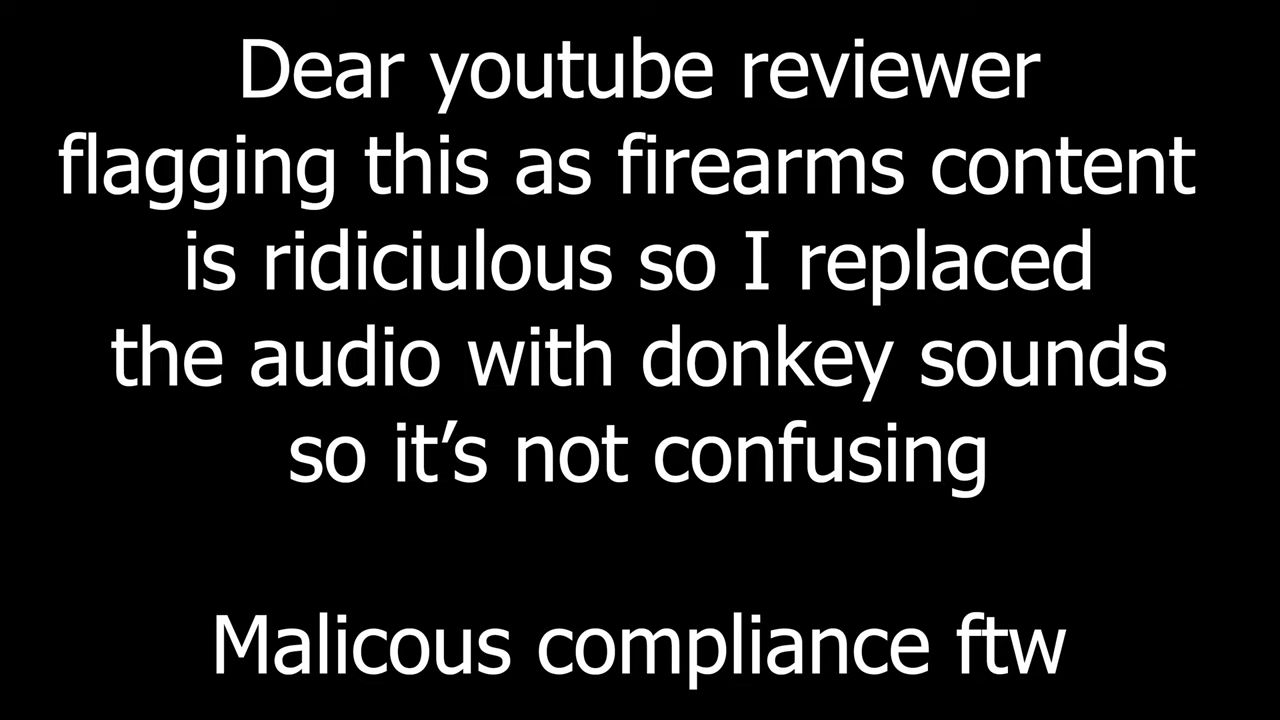 Dear youtube reviewer
flagging this as firearms content
is ridiciulous so I replaced
the audio with donkey sounds
so it’s not confusing
Malicous compliance ftw